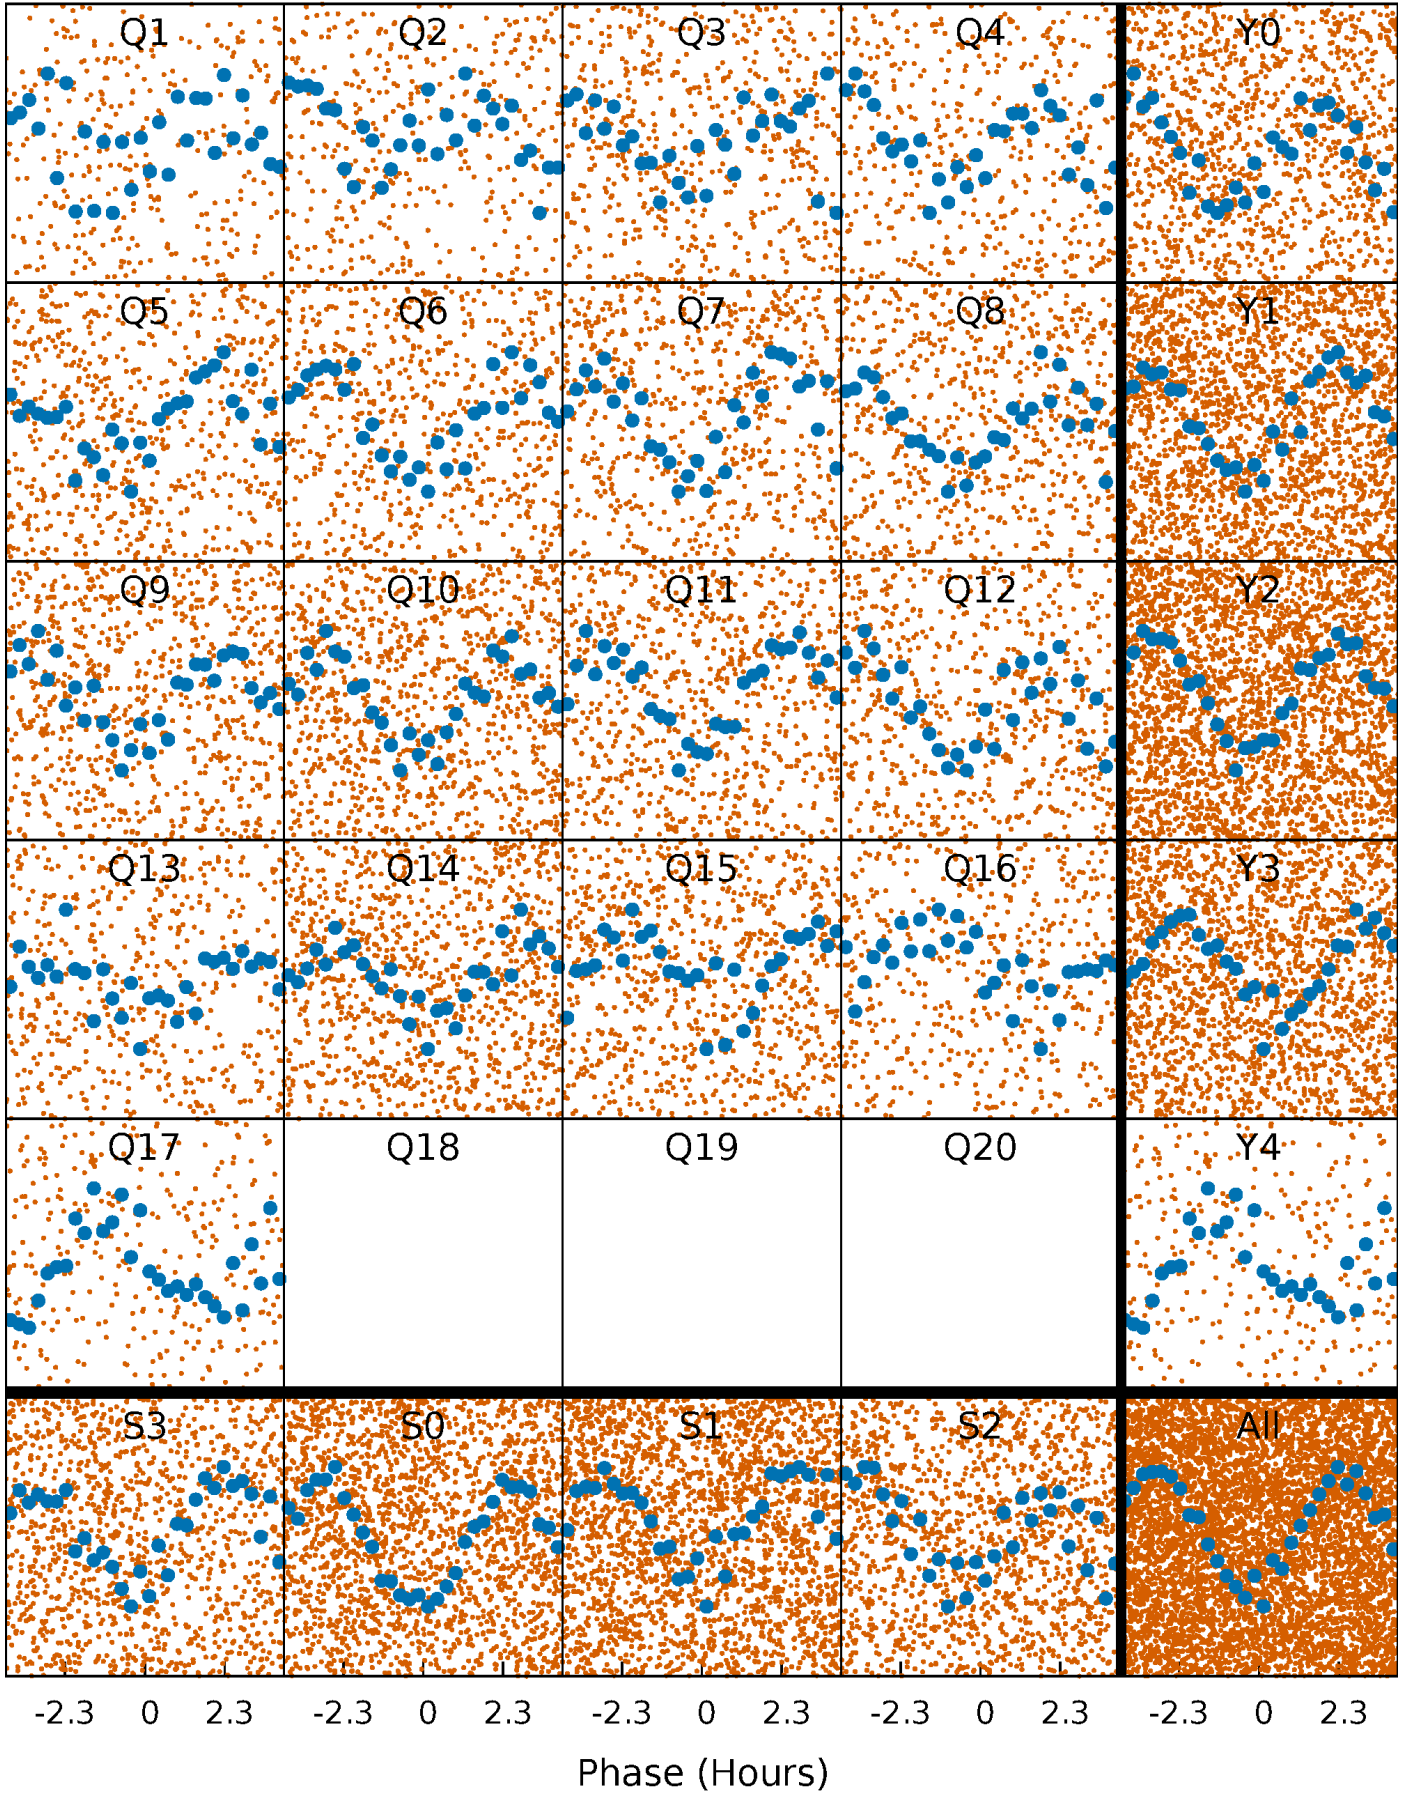 Q1 Q2 Q3 Q4 Y0
Q5 Q6 Q7 Q8 Y1
Q9 Q10 Q11 Q12 Y2
Q13 Q14 Q15 Q16 Y3
Q17 Q18 Q19 Q20 Y4
S3 S0 S1 S2 All
-2.3 0 2.3 -2.3 0 2.3 -2.3 0 2.3 -2.3 0 2.3 -2.3 0 2.3
Phase (Hours)